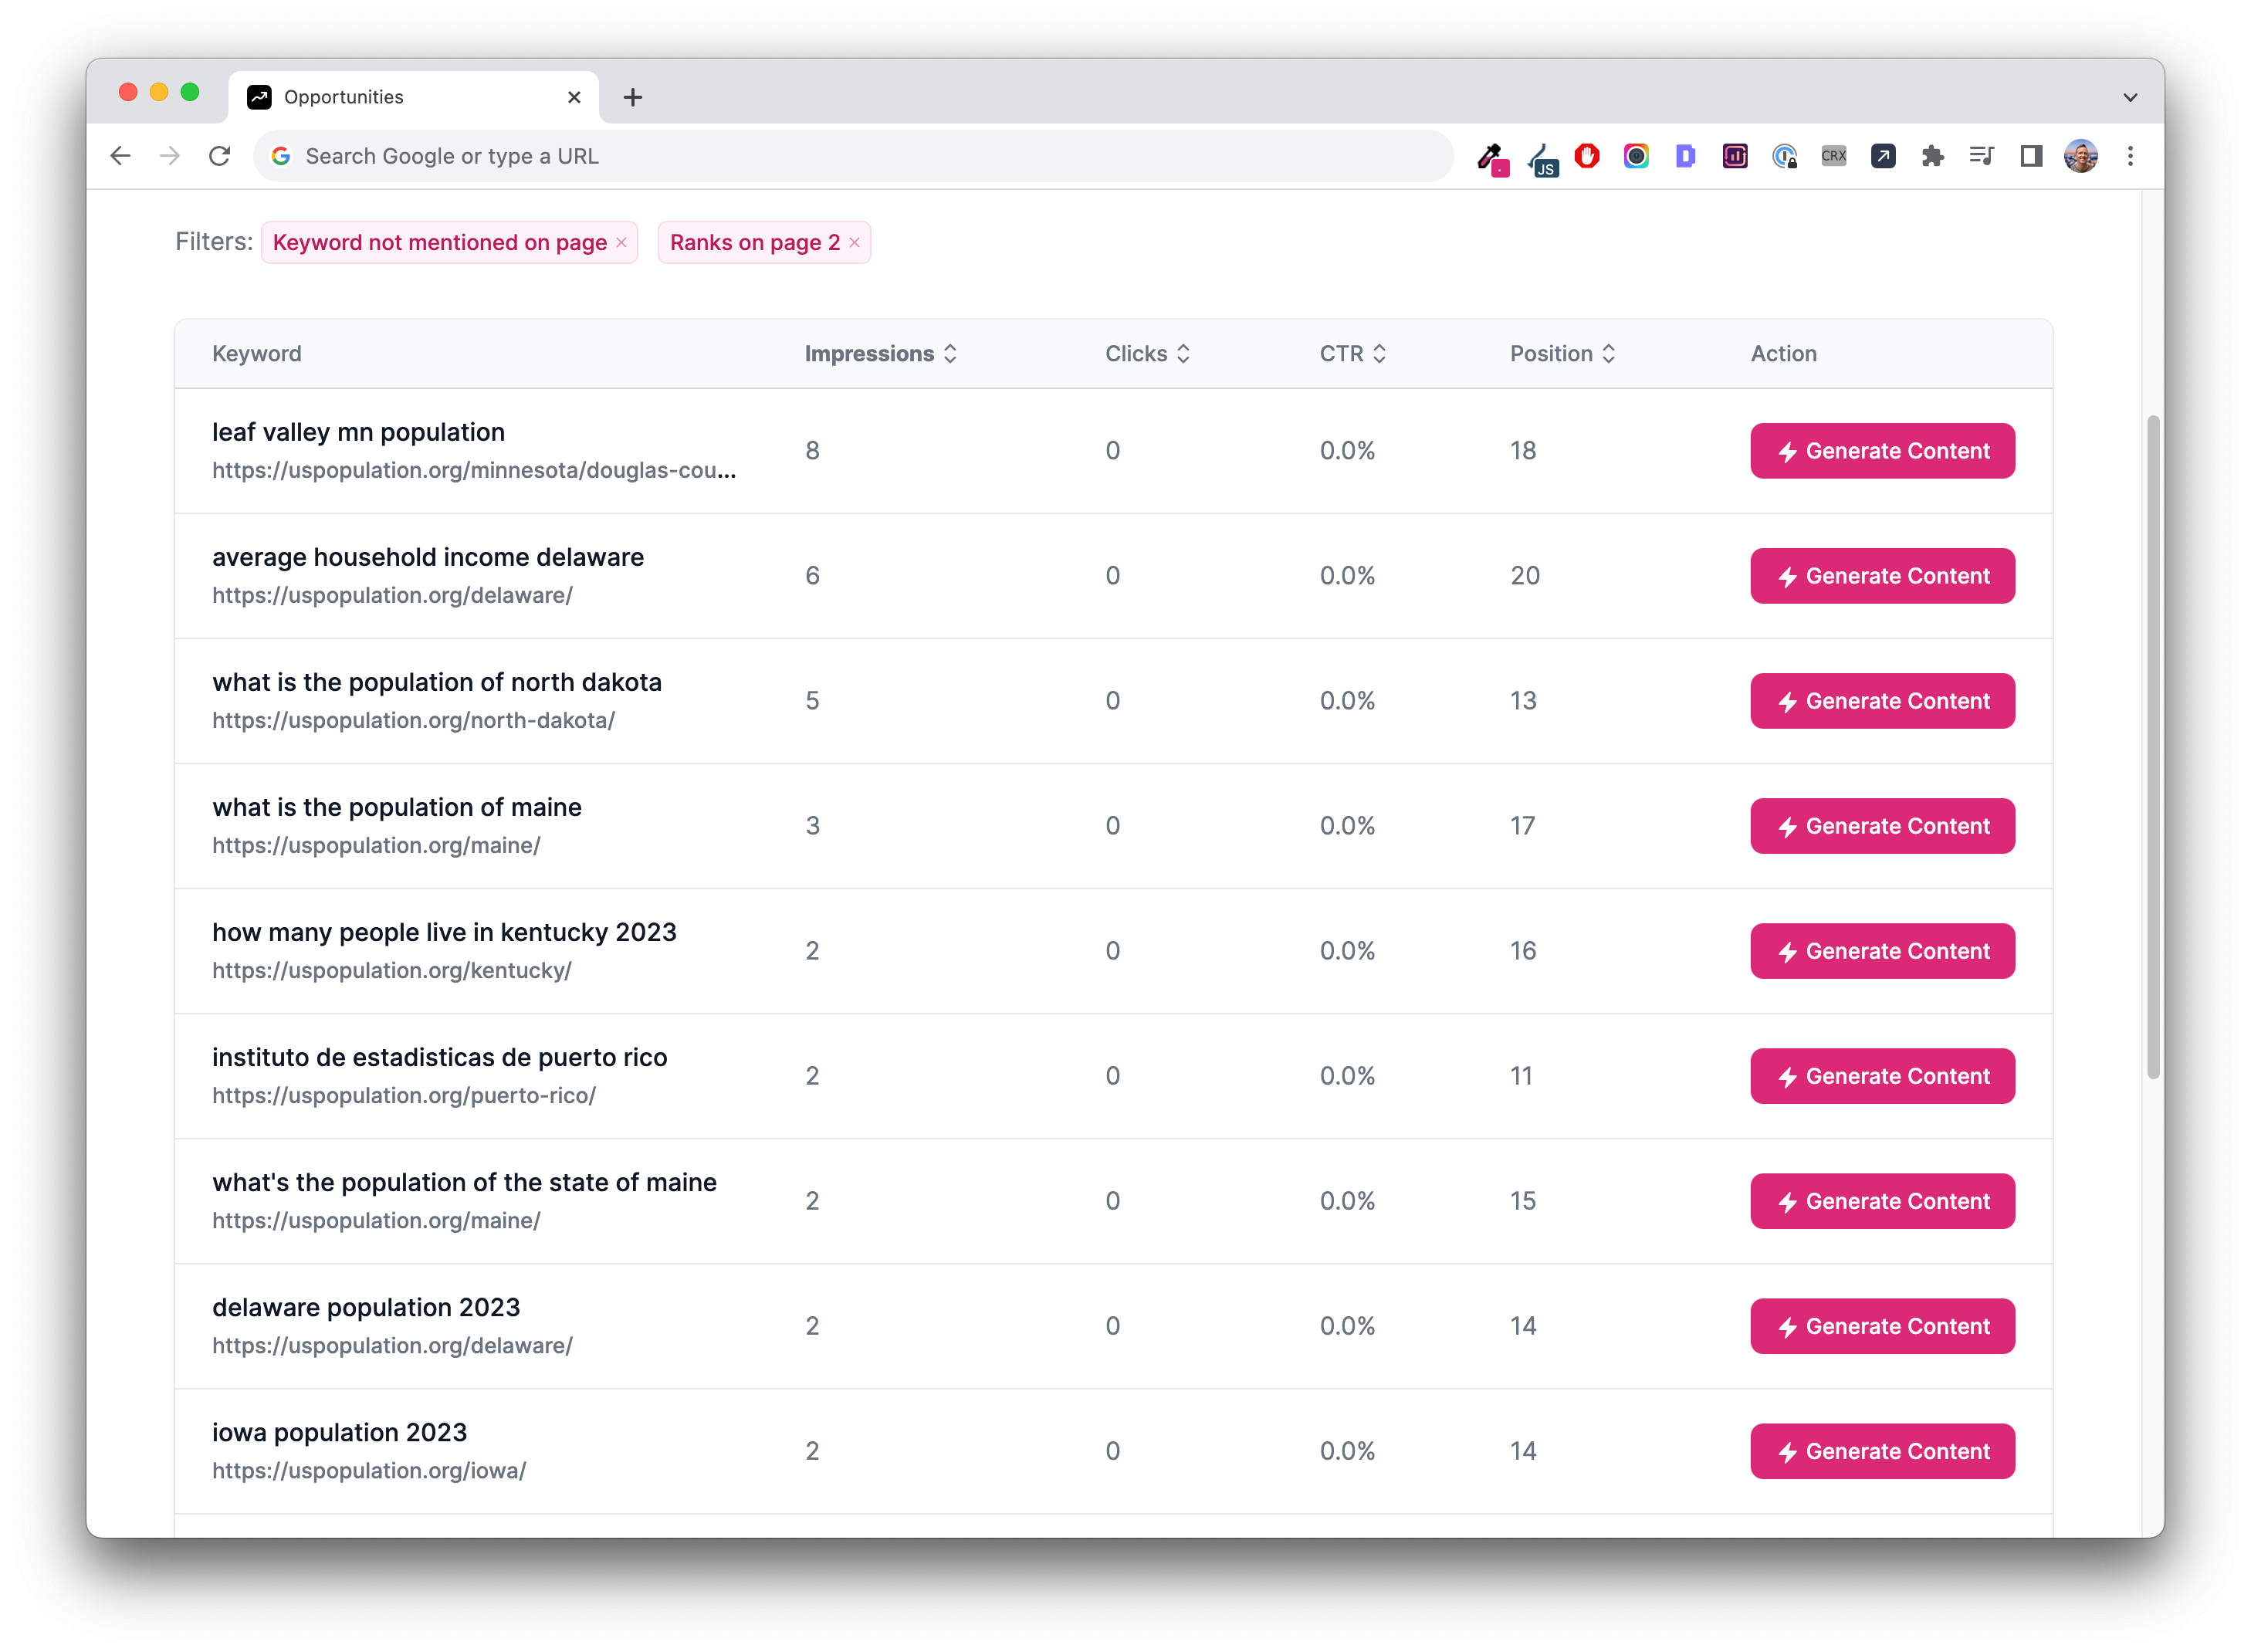 Opportunities
Search Google or type a URL
JS
D
CRX
Filters: Keyword not mentioned on page × Ranks on page 2 ×
Keyword Impressions Clicks CTR Position Action
leaf valley mn population
https://uspopulation.org/minnesota/douglas-cou...
8 0 0.0% 18 Generate Content
average household income delaware
https://uspopulation.org/delaware/
6 0 0.0% 20 Generate Content
what is the population of north dakota
https://uspopulation.org/north-dakota/
5 0 0.0% 13 Generate Content
what is the population of maine
https://uspopulation.org/maine/
3 0 0.0% 17 Generate Content
how many people live in kentucky 2023
https://uspopulation.org/kentucky/
2 0 0.0% 16 Generate Content
instituto de estadisticas de puerto rico
https://uspopulation.org/puerto-rico/
2 0 0.0% 11 Generate Content
what's the population of the state of maine
https://uspopulation.org/maine/
2 0 0.0% 15 Generate Content
delaware population 2023
https://uspopulation.org/delaware/
2 0 0.0% 14 Generate Content
iowa population 2023
https://uspopulation.org/iowa/
2 0 0.0% 14 Generate Content